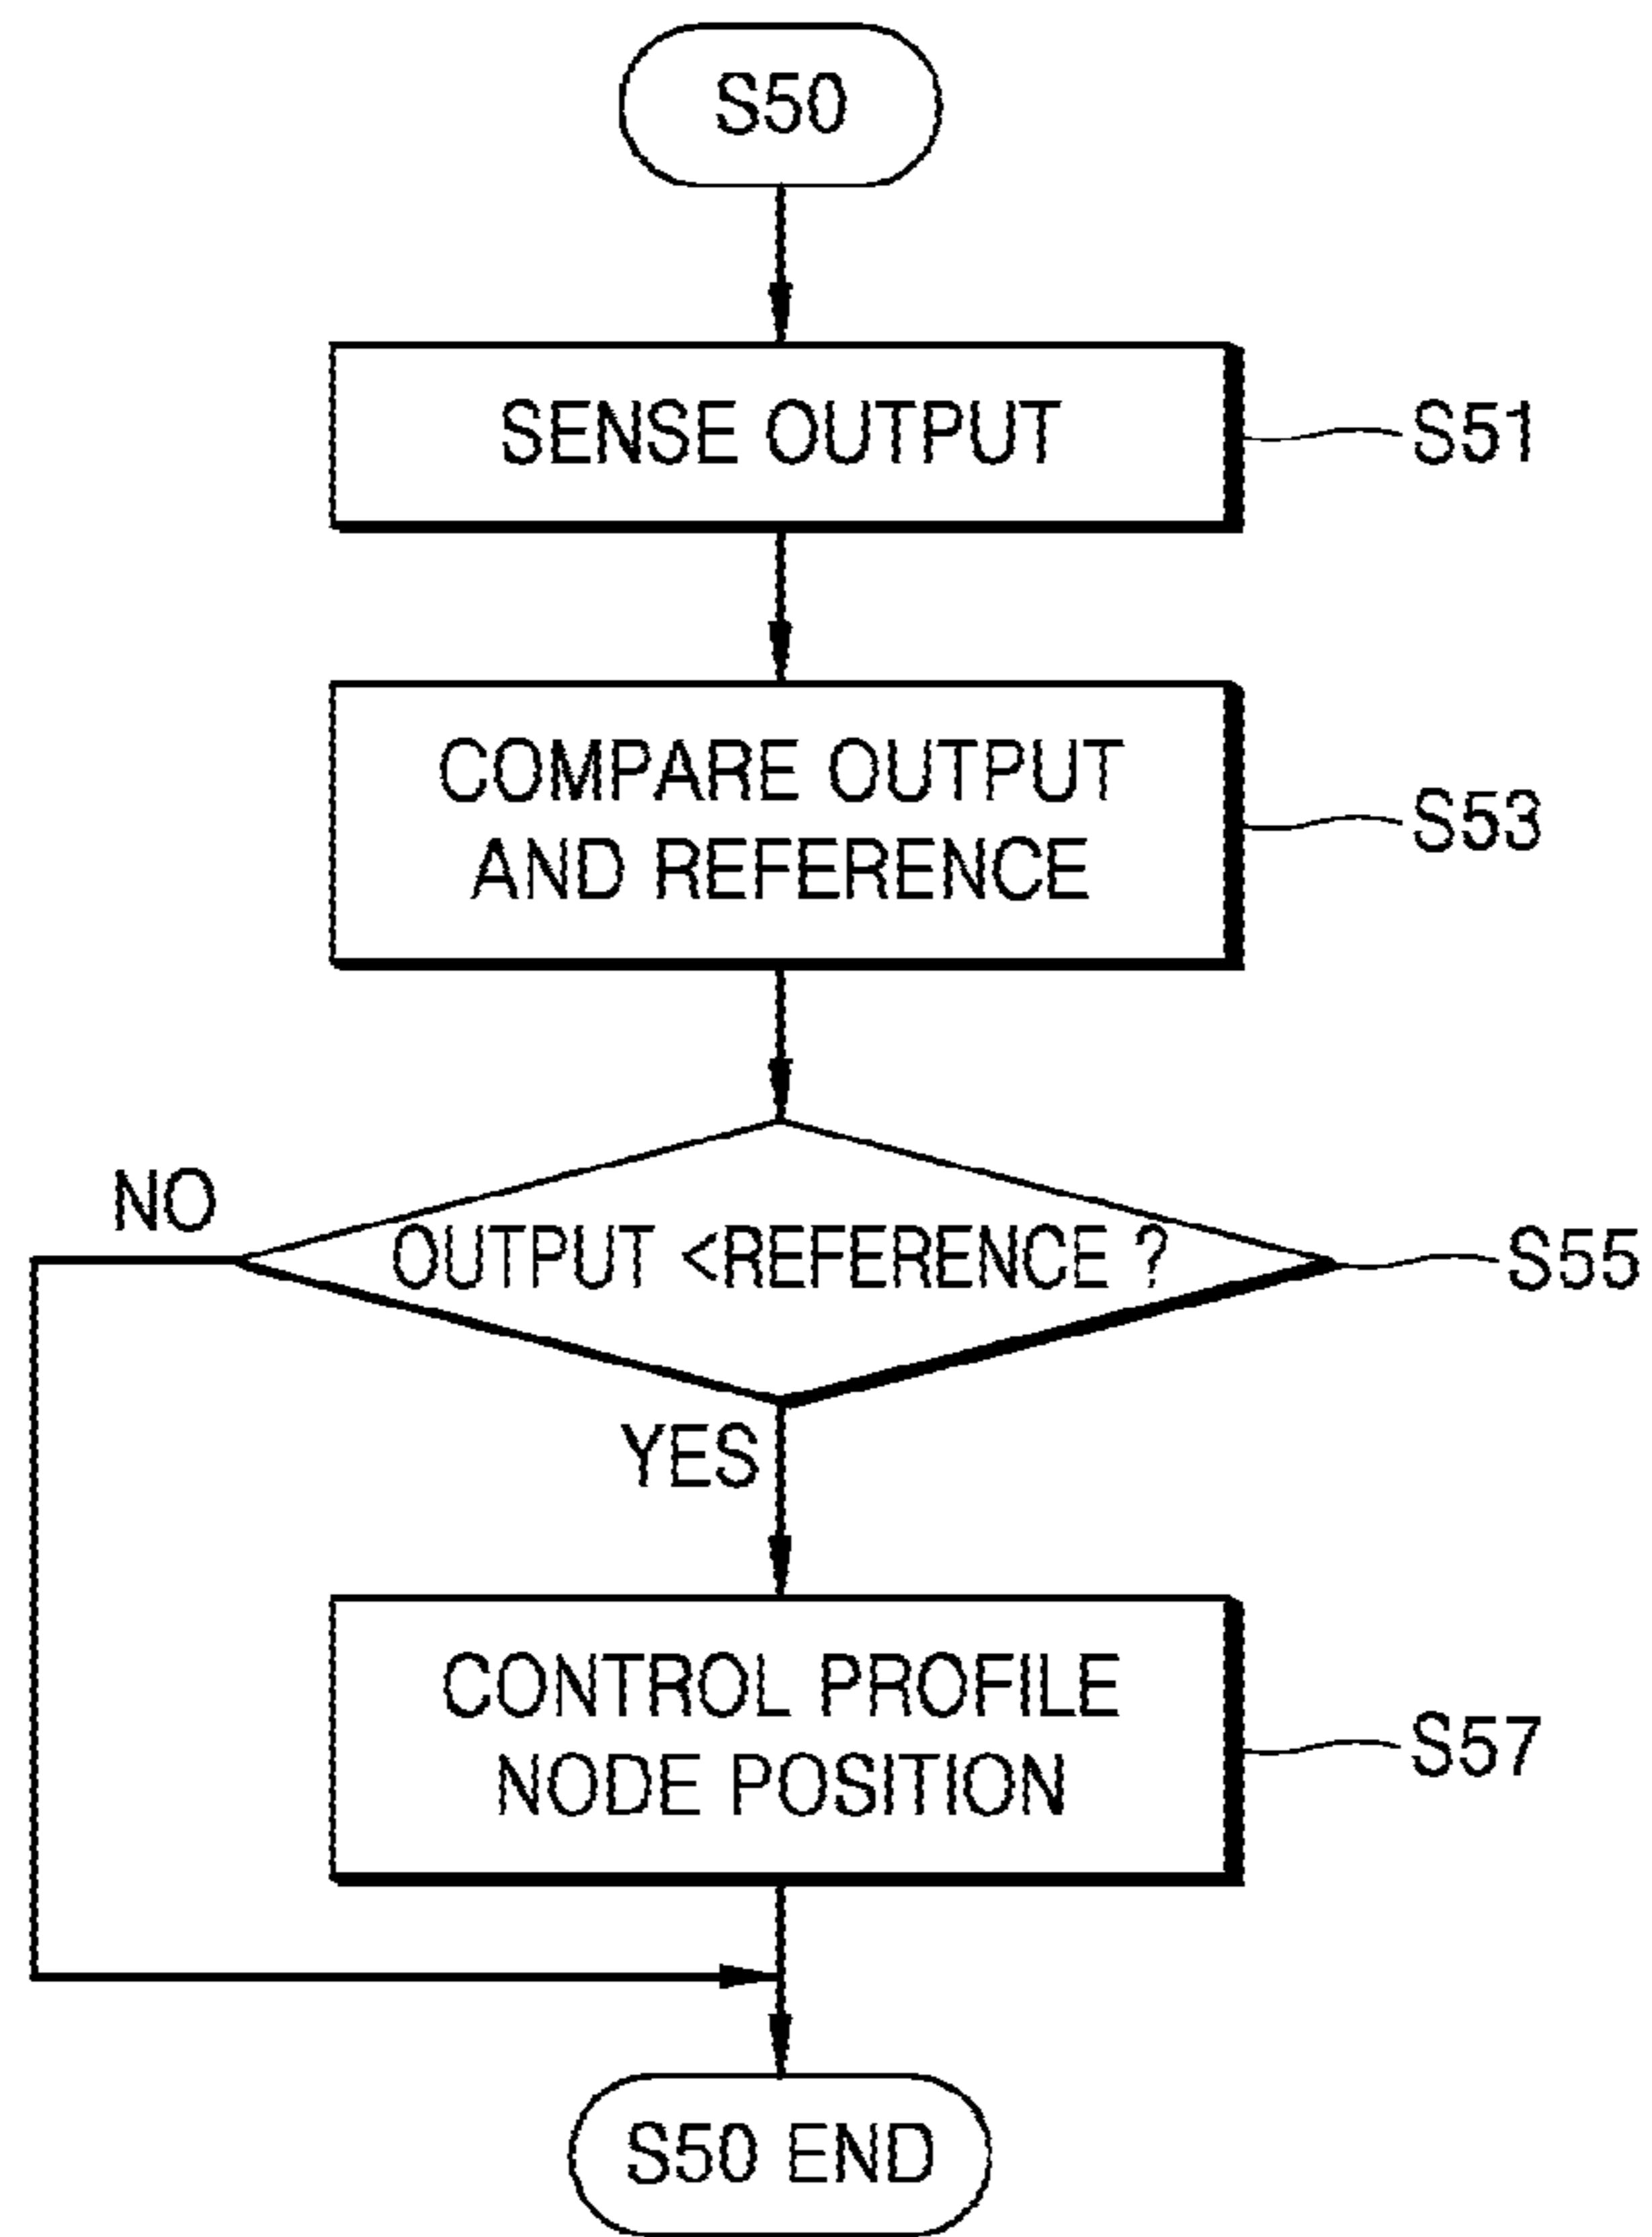 S50
SENSE OUTPUT
S51
COMPARE OUTPUT
AND REFERENCE
S53
NO
OUTPUT <REFERENCE ?
S55
YES
CONTROL PROFILE
NODE POSITION
S57
S50 END